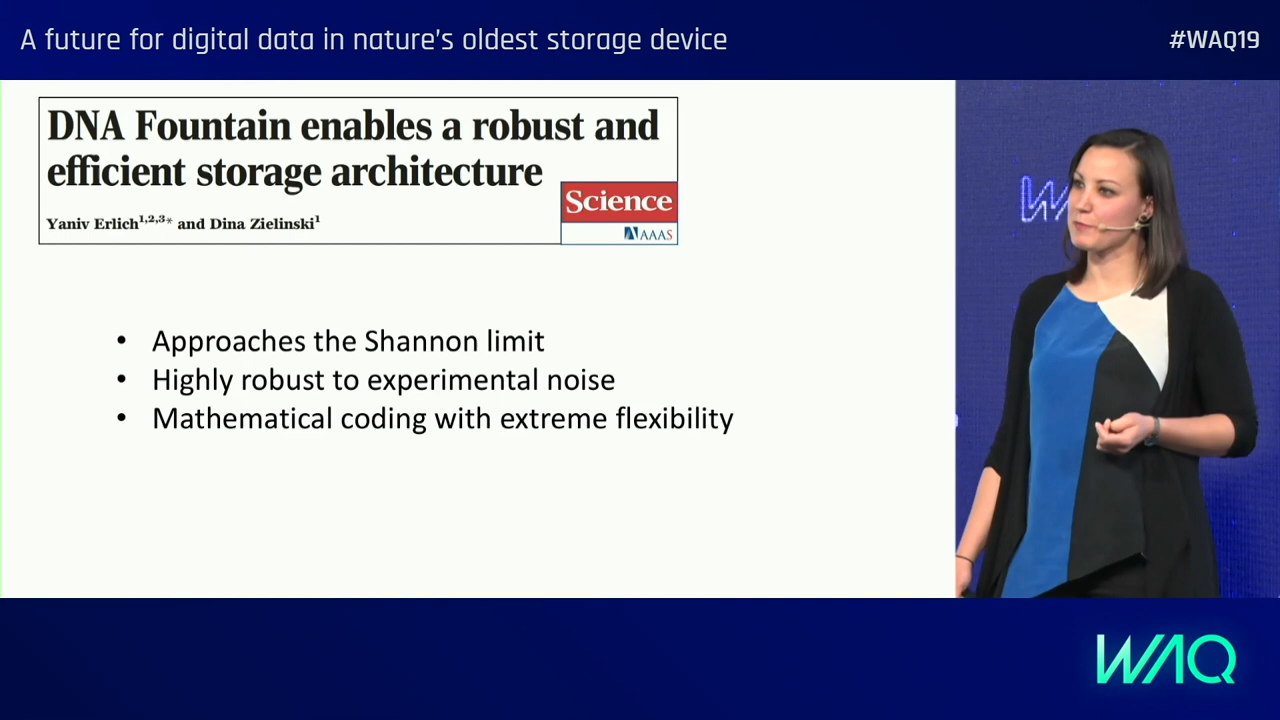 A future for digital data in nature's oldest storage device
#WAQ19
DNA Fountain enables a robust and
efficient storage architecture
Yaniv Erlich1,2,3* and Dina Zielinski1
Science
AAAS
• Approaches the Shannon limit
• Highly robust to experimental noise
• Mathematical coding with extreme flexibility
WAQ